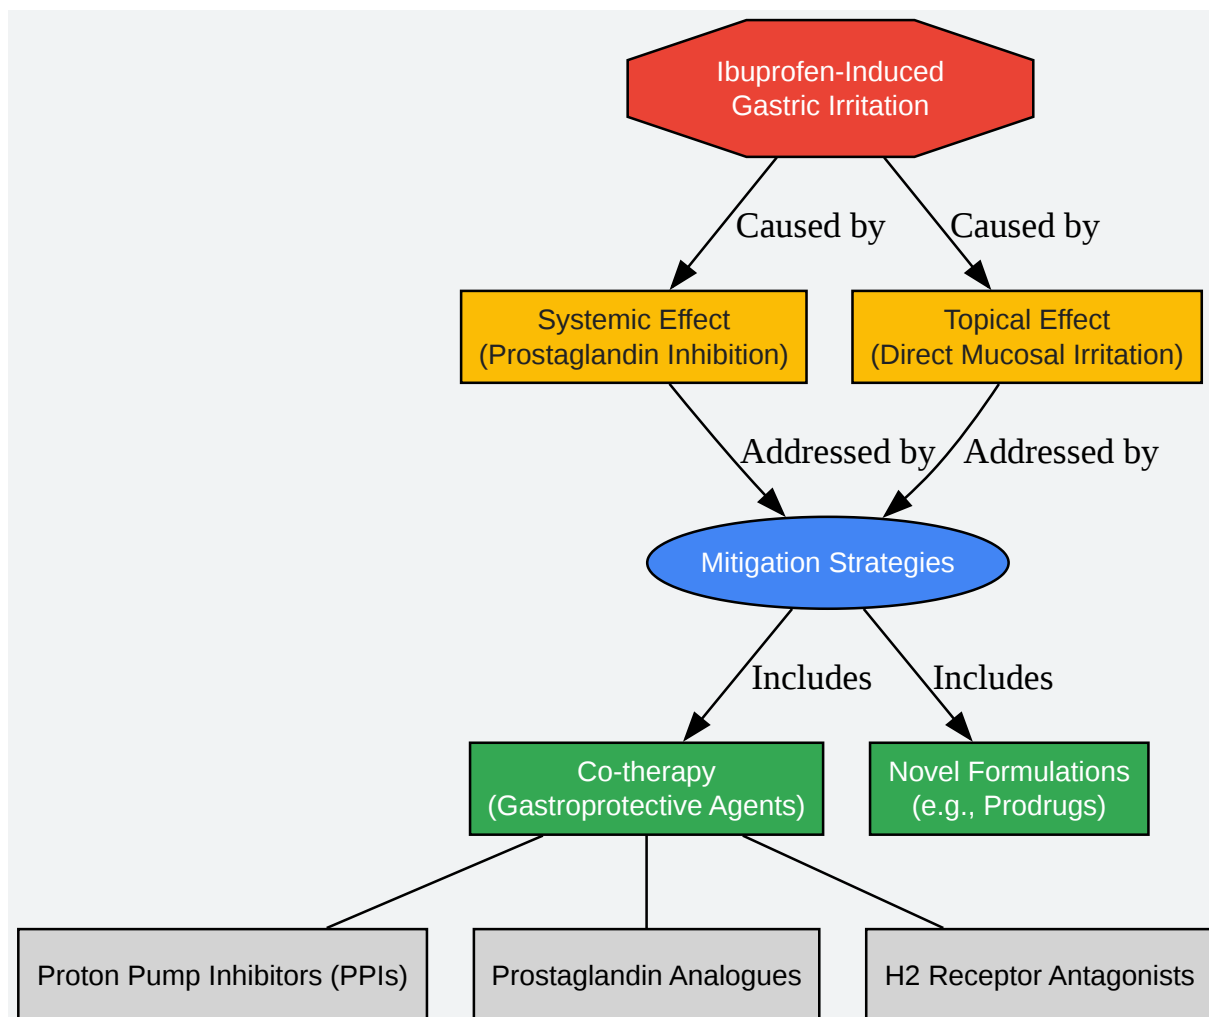 Ibuprofen-Induced
Gastric Irritation
Caused by
Caused by
Systemic Effect
(Prostaglandin Inhibition)
Topical Effect
(Direct Mucosal Irritation)
Addressed by
Addressed by
Mitigation Strategies
Includes
Includes
Co-therapy
(Gastroprotective Agents)
Novel Formulations
(e.g., Prodrugs)
Proton Pump Inhibitors (PPIs)
Prostaglandin Analogues
H2 Receptor Antagonists